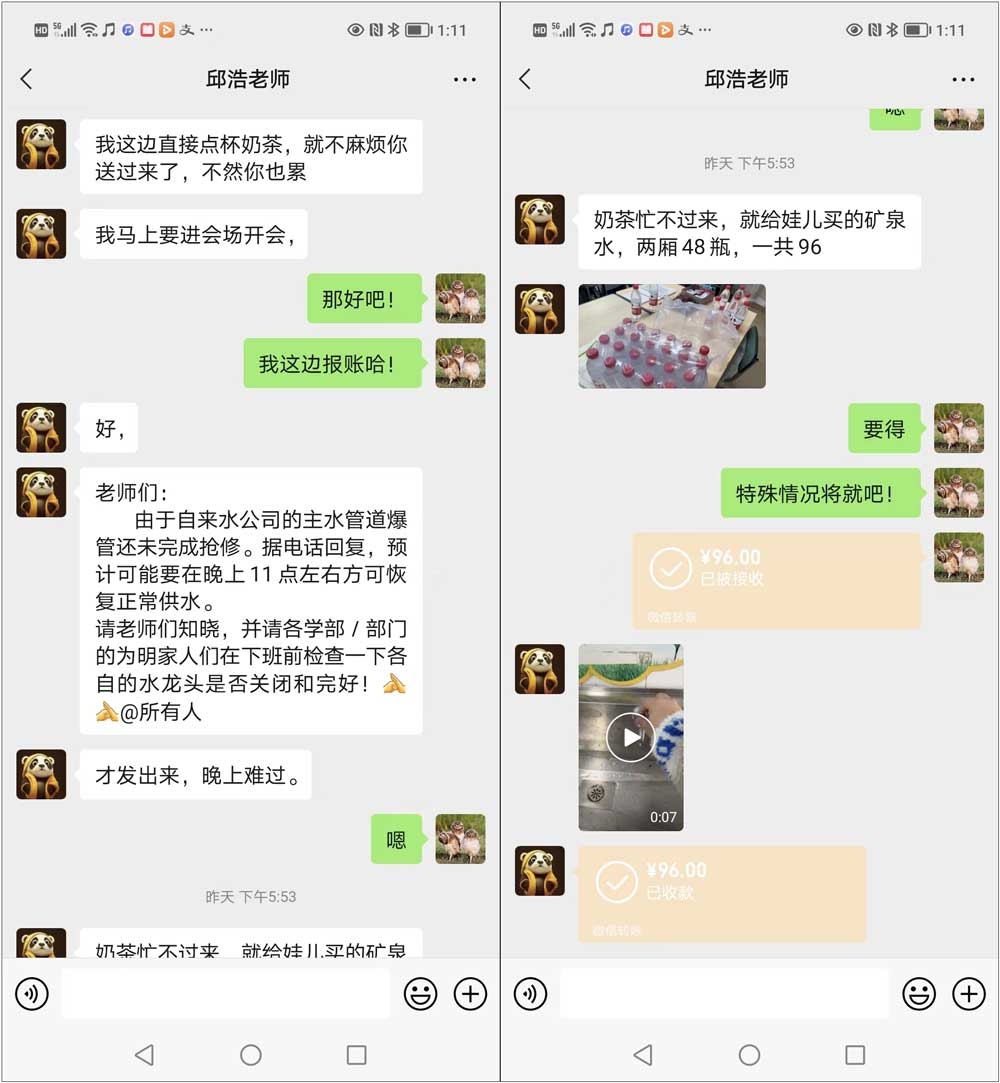 HD 5G 1:11
邱浩老师
我这边直接点杯奶茶，就不麻烦你
送过来了，不然你也累
我马上要进会场开会，
那好吧！
我这边报账哈！
好，
老师们：
由于自来水公司的主水管道爆
管还未完成抢修。据电话回复，预
计可能要在晚上11点左右方可恢
复正常供水。
请老师们知晓，并请各学部/部门
的为明家人们在下班前检查一下各
自的水龙头是否关闭和完好！
@所有人
才发出来，晚上难过。
嗯
昨天 下午5:53
奶茶忙不过来，就给娃儿买的矿泉
HD 5G 支 1:11
邱浩老师
嗯
昨天 下午5:53
奶茶忙不过来，就给娃儿买的矿泉
水，两厢48瓶，一共96
要得
特殊情况将就吧！
¥96.00
已被接收
微信转账
0:07
¥96.00
已收款
微信转账